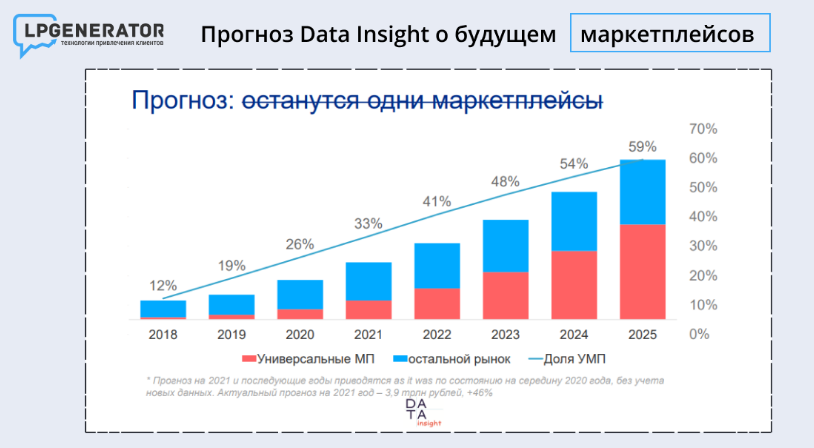 LPGENERATOR
ТЕХНОЛОГИИ ПРИВЛЕЧЕНИЯ КЛИЕНТОВ
Прогноз Data Insight о будущем маркетплейсов
Прогноз: останутся одни маркетплейсы
70%
60%
50%
40%
30%
20%
10%
0%
12%
19%
26%
33%
41%
48%
54%
59%
2018 2019 2020 2021 2022 2023 2024 2025
Универсальные МП остальной рынок Доля УМП
* Прогноз на 2021 и последующие годы приводятся as it was по состоянию на середину 2020 года, без учета
новых данных. Актуальный прогноз на 2021 год – 3,9 трлн рублей, +46%
DA
TA
insight